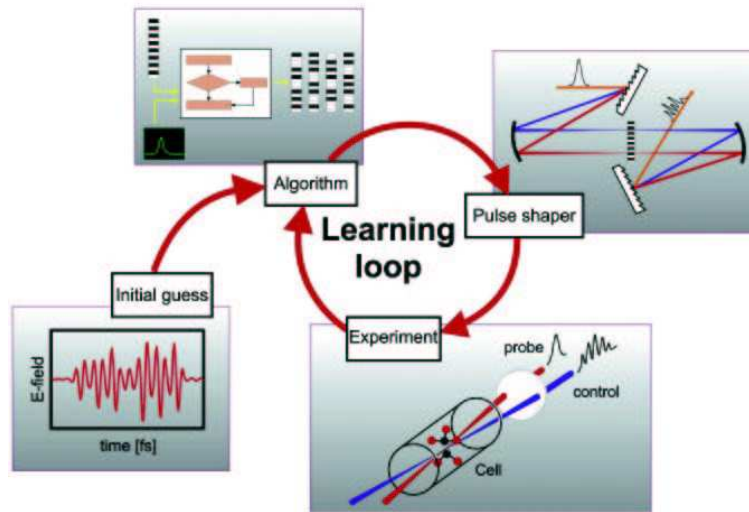 Algorithm
Pulse shaper
Learning
loop
Initial guess
Experiment
probe
control
E-field
time [fs]
Cell